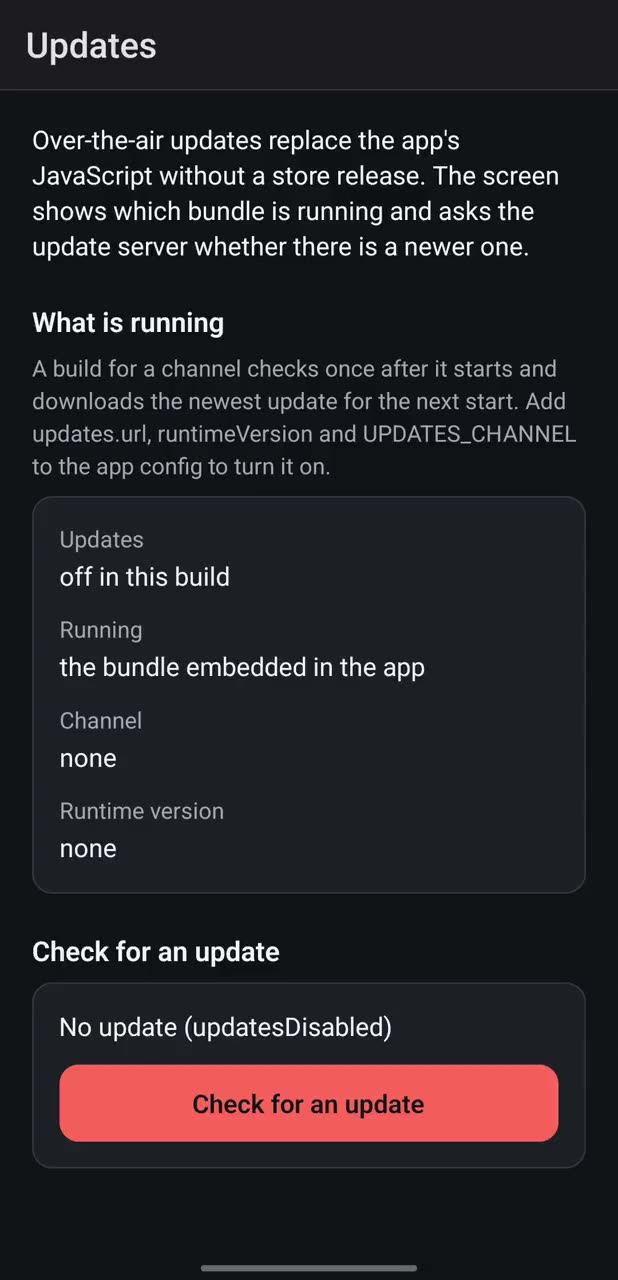 Updates
Over-the-air updates replace the app's
JavaScript without a store release. The screen
shows which bundle is running and asks the
update server whether there is a newer one.
What is running
A build for a channel checks once after it starts and
downloads the newest update for the next start. Add
updates.url, runtimeVersion and UPDATES_CHANNEL
to the app config to turn it on.
Updates
off in this build
Running
the bundle embedded in the app
Channel
none
Runtime version
none
Check for an update
No update (updatesDisabled)
Check for an update